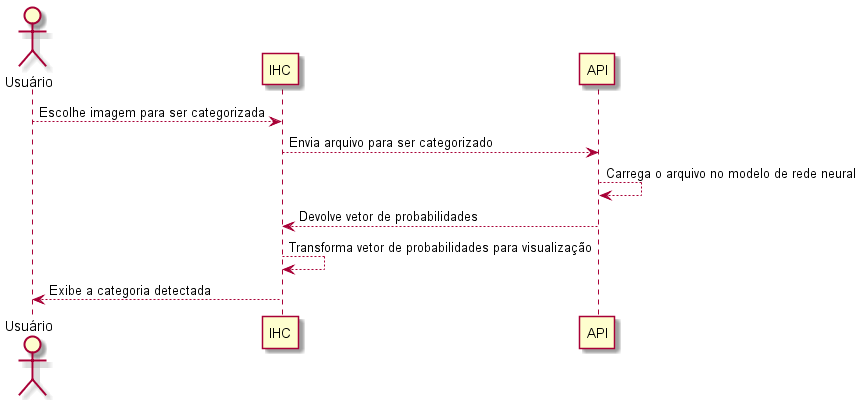 Usuário
IHC
API
Escolhe imagem para ser categorizada
Envia arquivo para ser categorizado
Carrega o arquivo no modelo de rede neural
Devolve vetor de probabilidades
Transforma vetor de probabilidades para visualização
Exibe a categoria detectada
Usuário
IHC
API